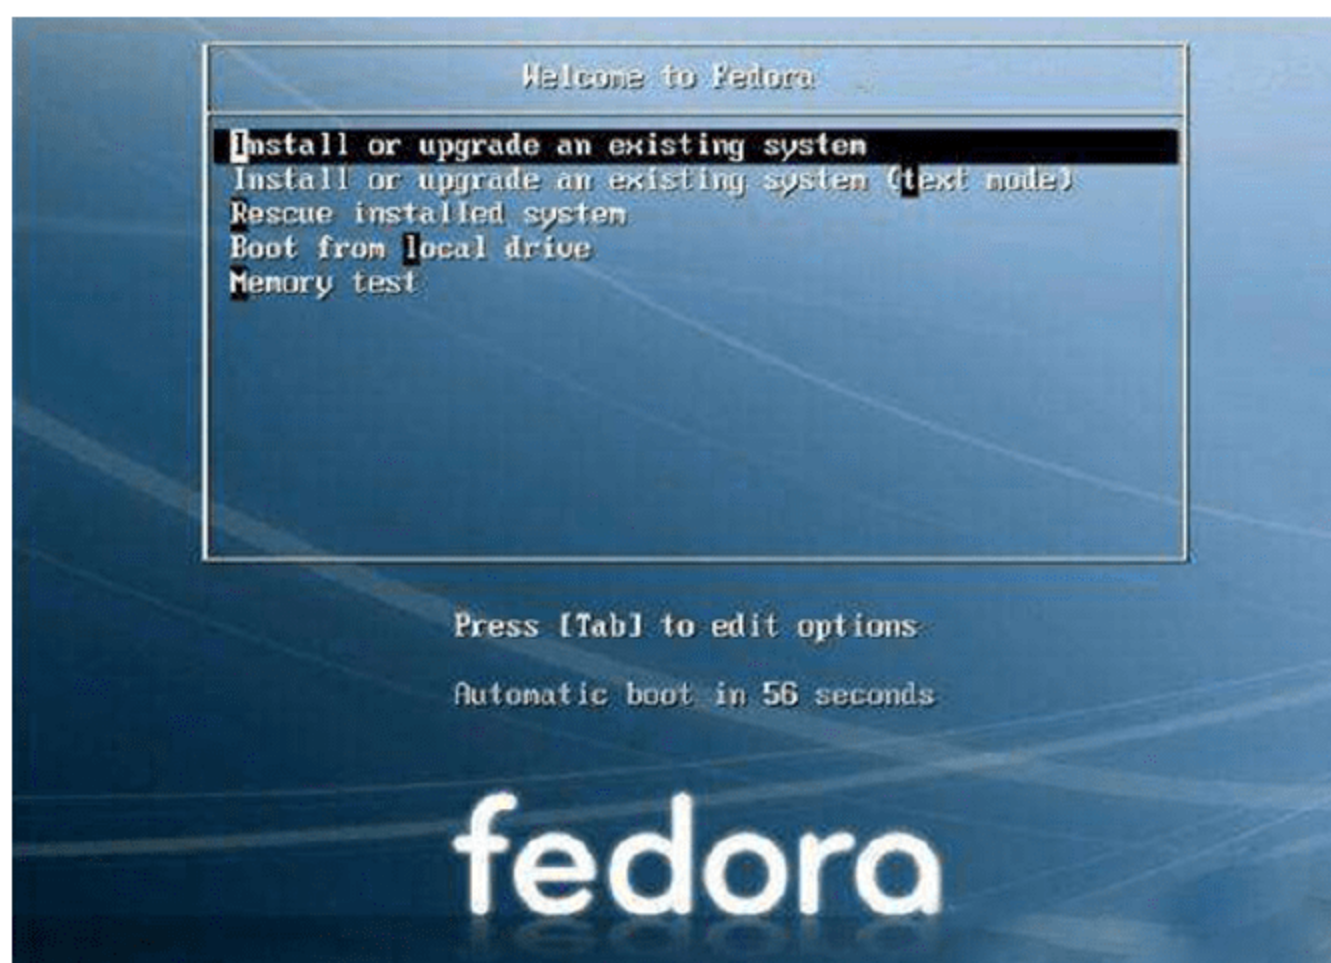 Welcome to Fedora
Install or upgrade an existing system
Install or upgrade an existing system (text mode)
Rescue installed system
Boot from local drive
Memory test
Press [Tab] to edit options
Automatic boot in 56 seconds
fedora